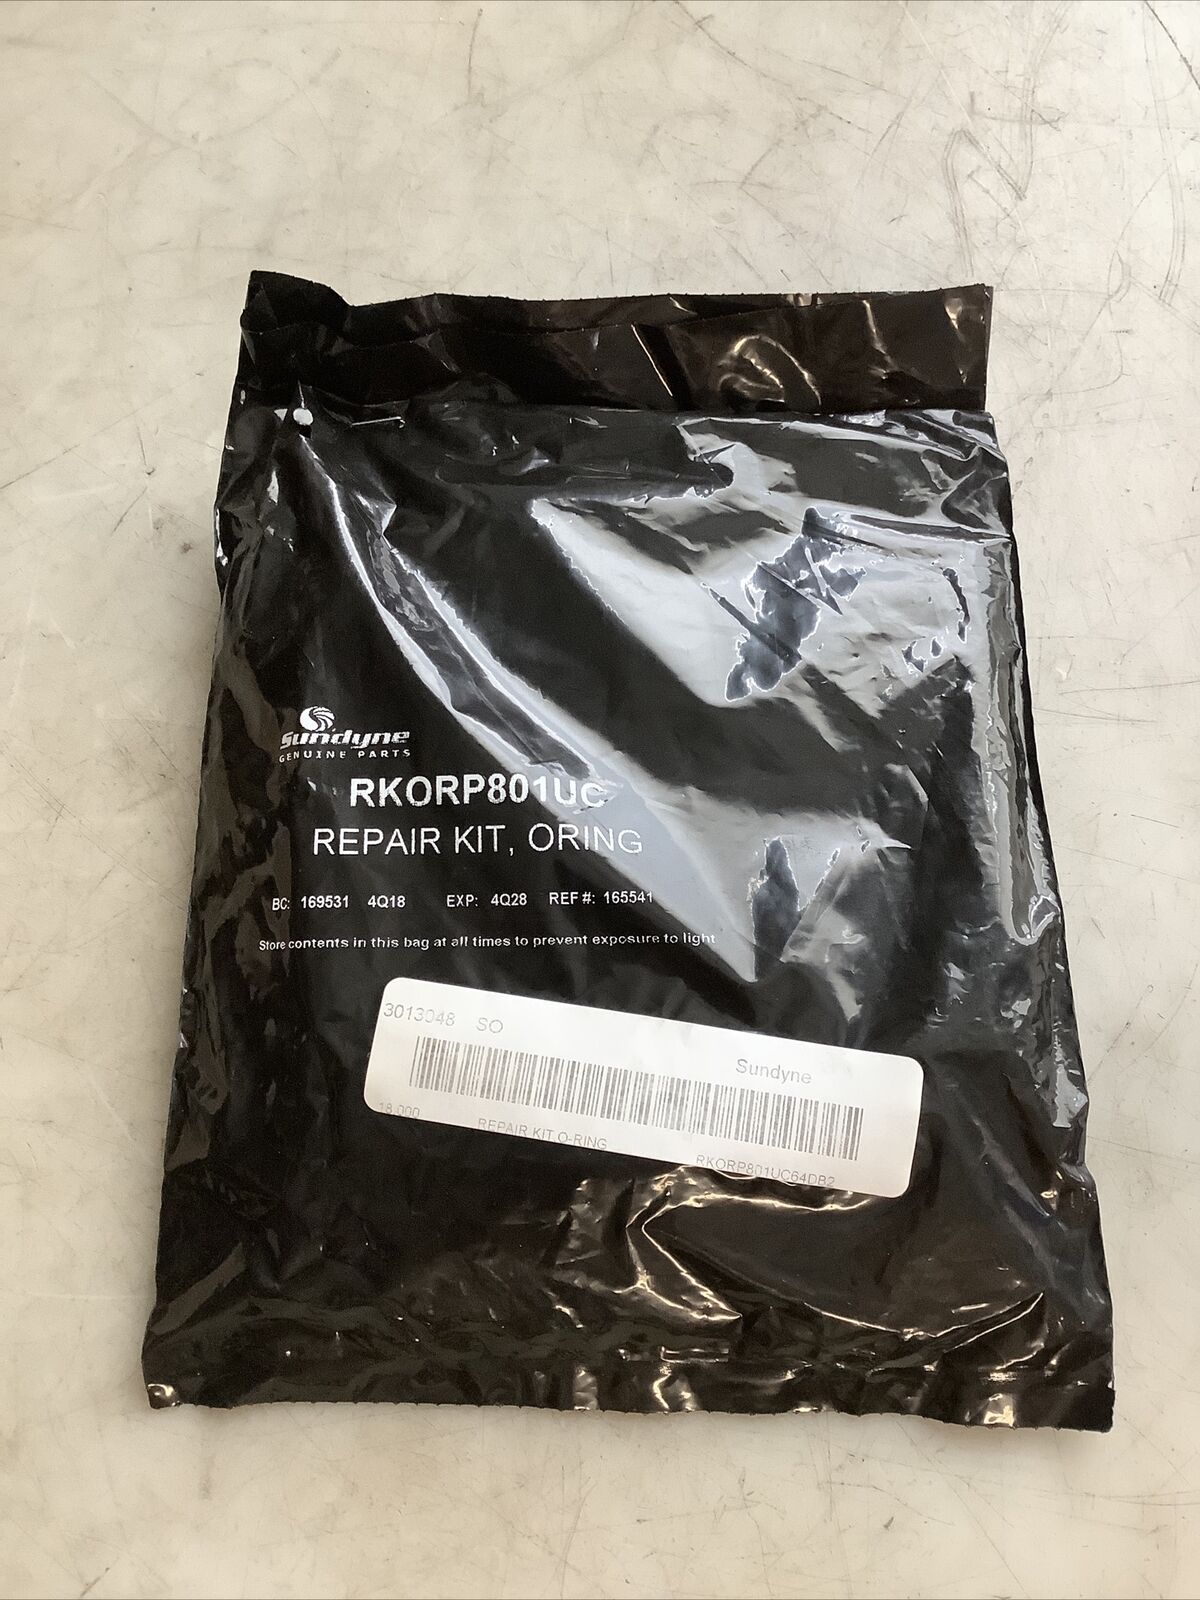 Sundyne
GENUINE PARTS
RKORP801UC
REPAIR KIT, ORING
BC: 169531 4Q18 EXP: 4Q28 REF #: 165541
Store contents in this bag at all times to prevent exposure to light
3013048 SO
Sundyne
18.000 REPAIR KIT,O-RING RKORP801UC64DB2